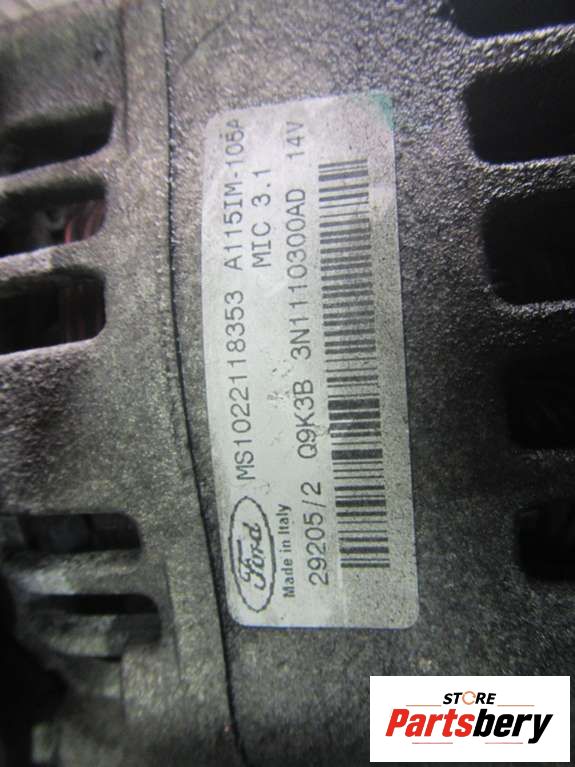 MS1022118353 A115IM-105A
MIC 3.1
Ford
Made in Italy
29205/2 Q9K3B 3N1110300AD 14V
STORE
Partsbery